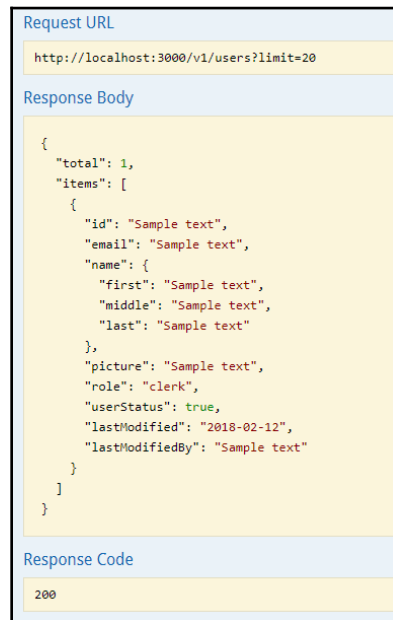 Request URL
http://localhost:3000/v1/users?limit=20
Response Body
{
  "total": 1,
  "items": [
    {
      "id": "Sample text",
      "email": "Sample text",
      "name": {
        "first": "Sample text",
        "middle": "Sample text",
        "last": "Sample text"
      },
      "picture": "Sample text",
      "role": "clerk",
      "userStatus": true,
      "lastModified": "2018-02-12",
      "lastModifiedBy": "Sample text"
    }
  ]
}
Response Code
200